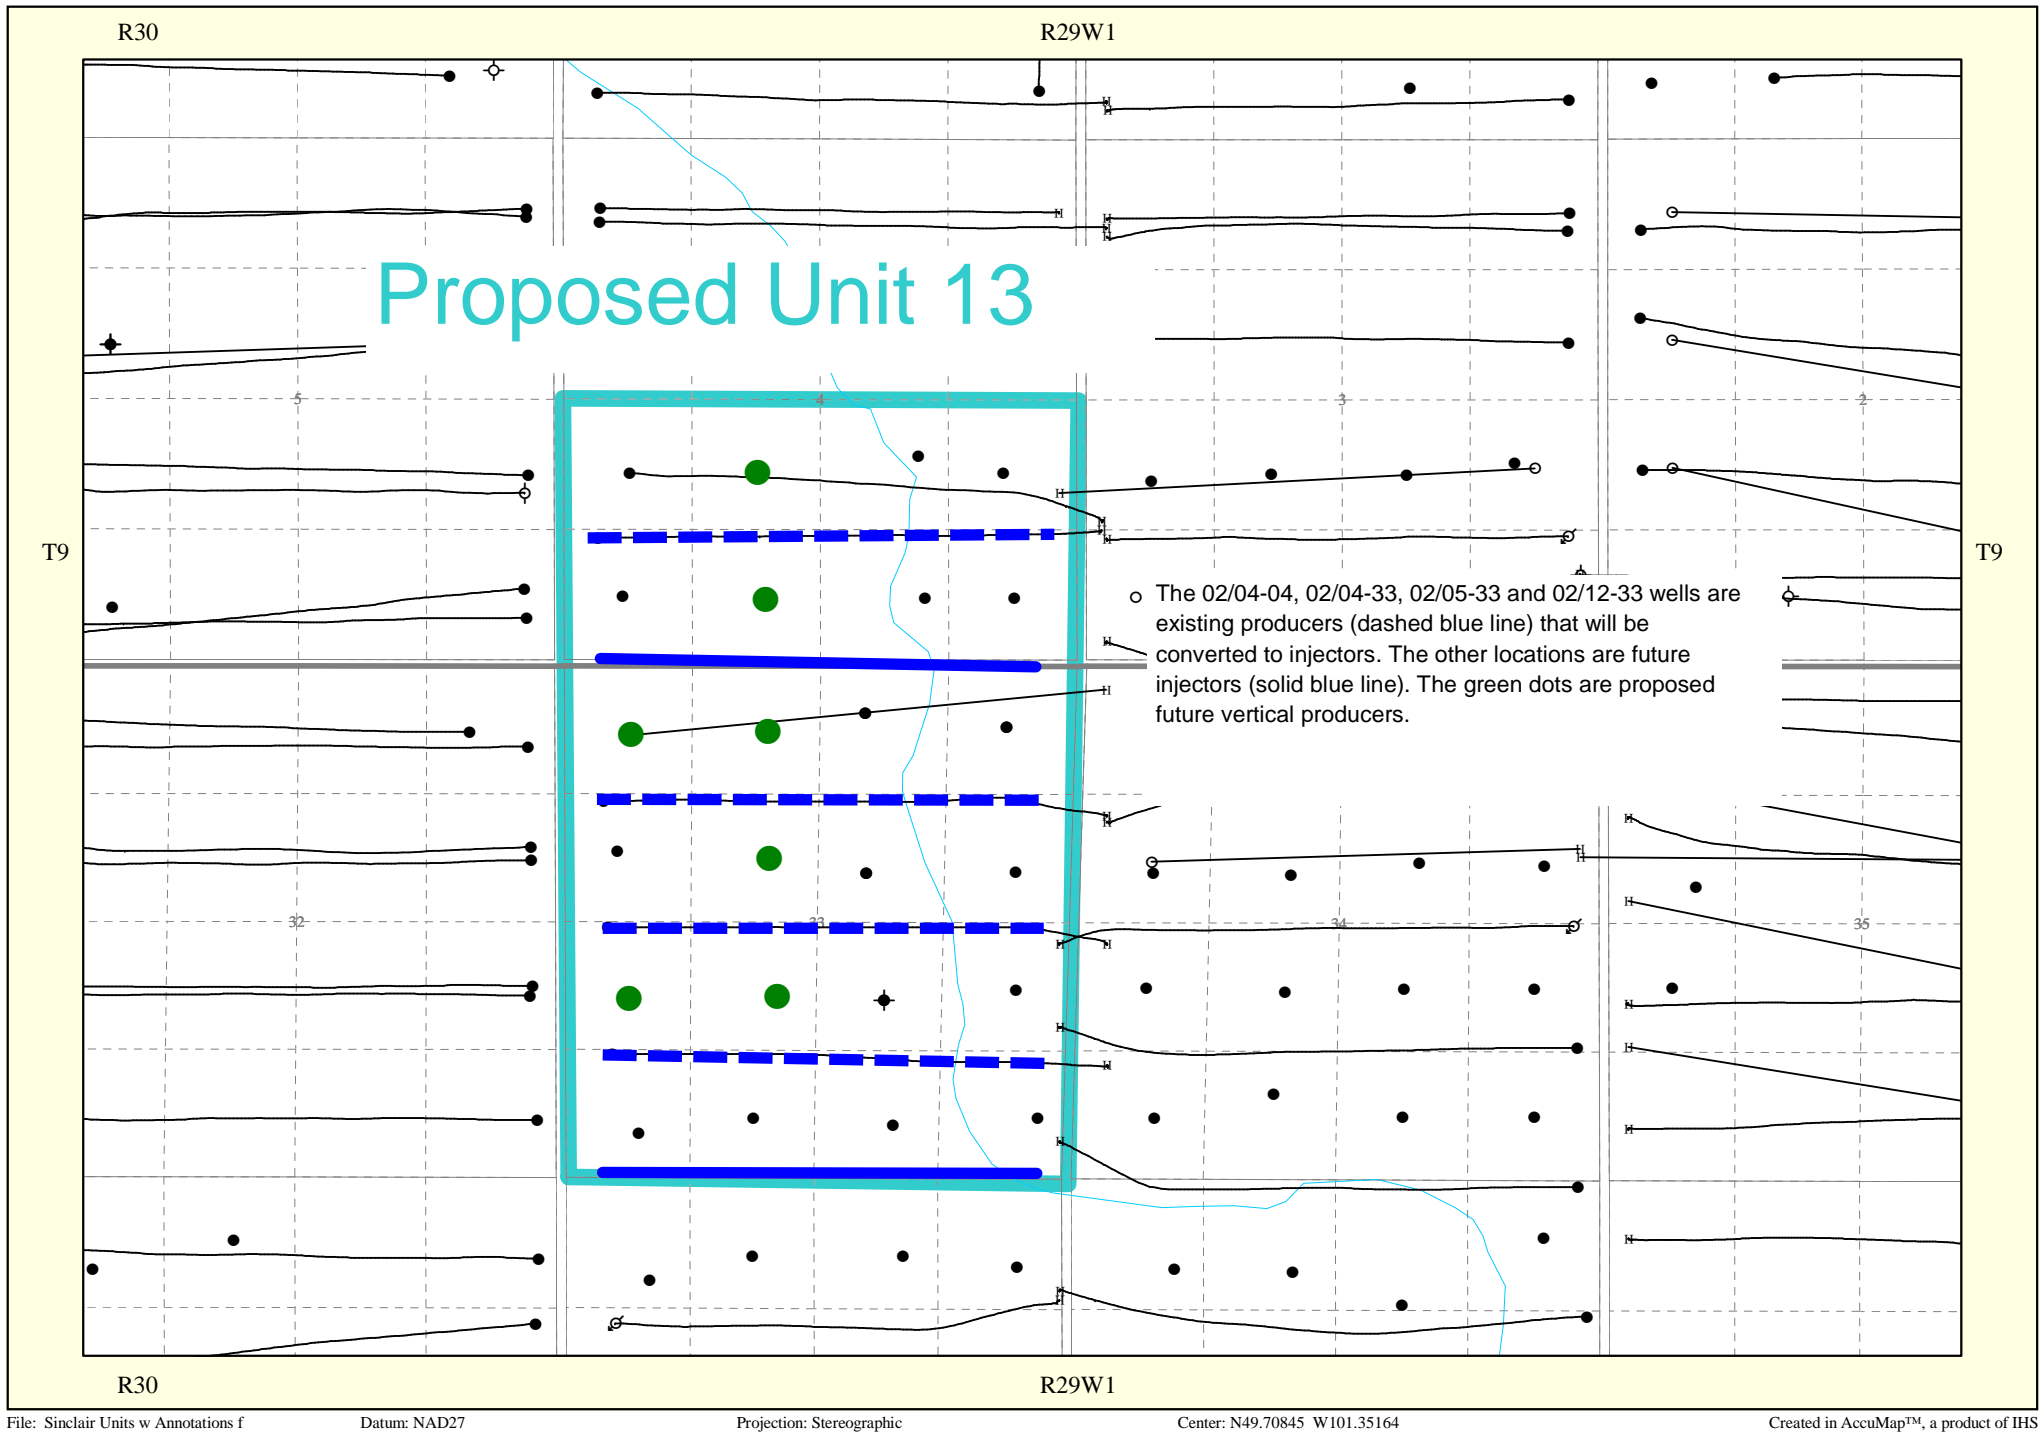 R30 R29W1
Proposed Unit 13
5 4 3 2
T9 T9
The 02/04-04, 02/04-33, 02/05-33 and 02/12-33 wells are
existing producers (dashed blue line) that will be
converted to injectors. The other locations are future
injectors (solid blue line). The green dots are proposed
future vertical producers.
32 33 34 35
R30 R29W1
File: Sinclair Units w Annotations f Datum: NAD27 Projection: Stereographic Center: N49.70845 W101.35164 Created in AccuMap™, a product of IHS